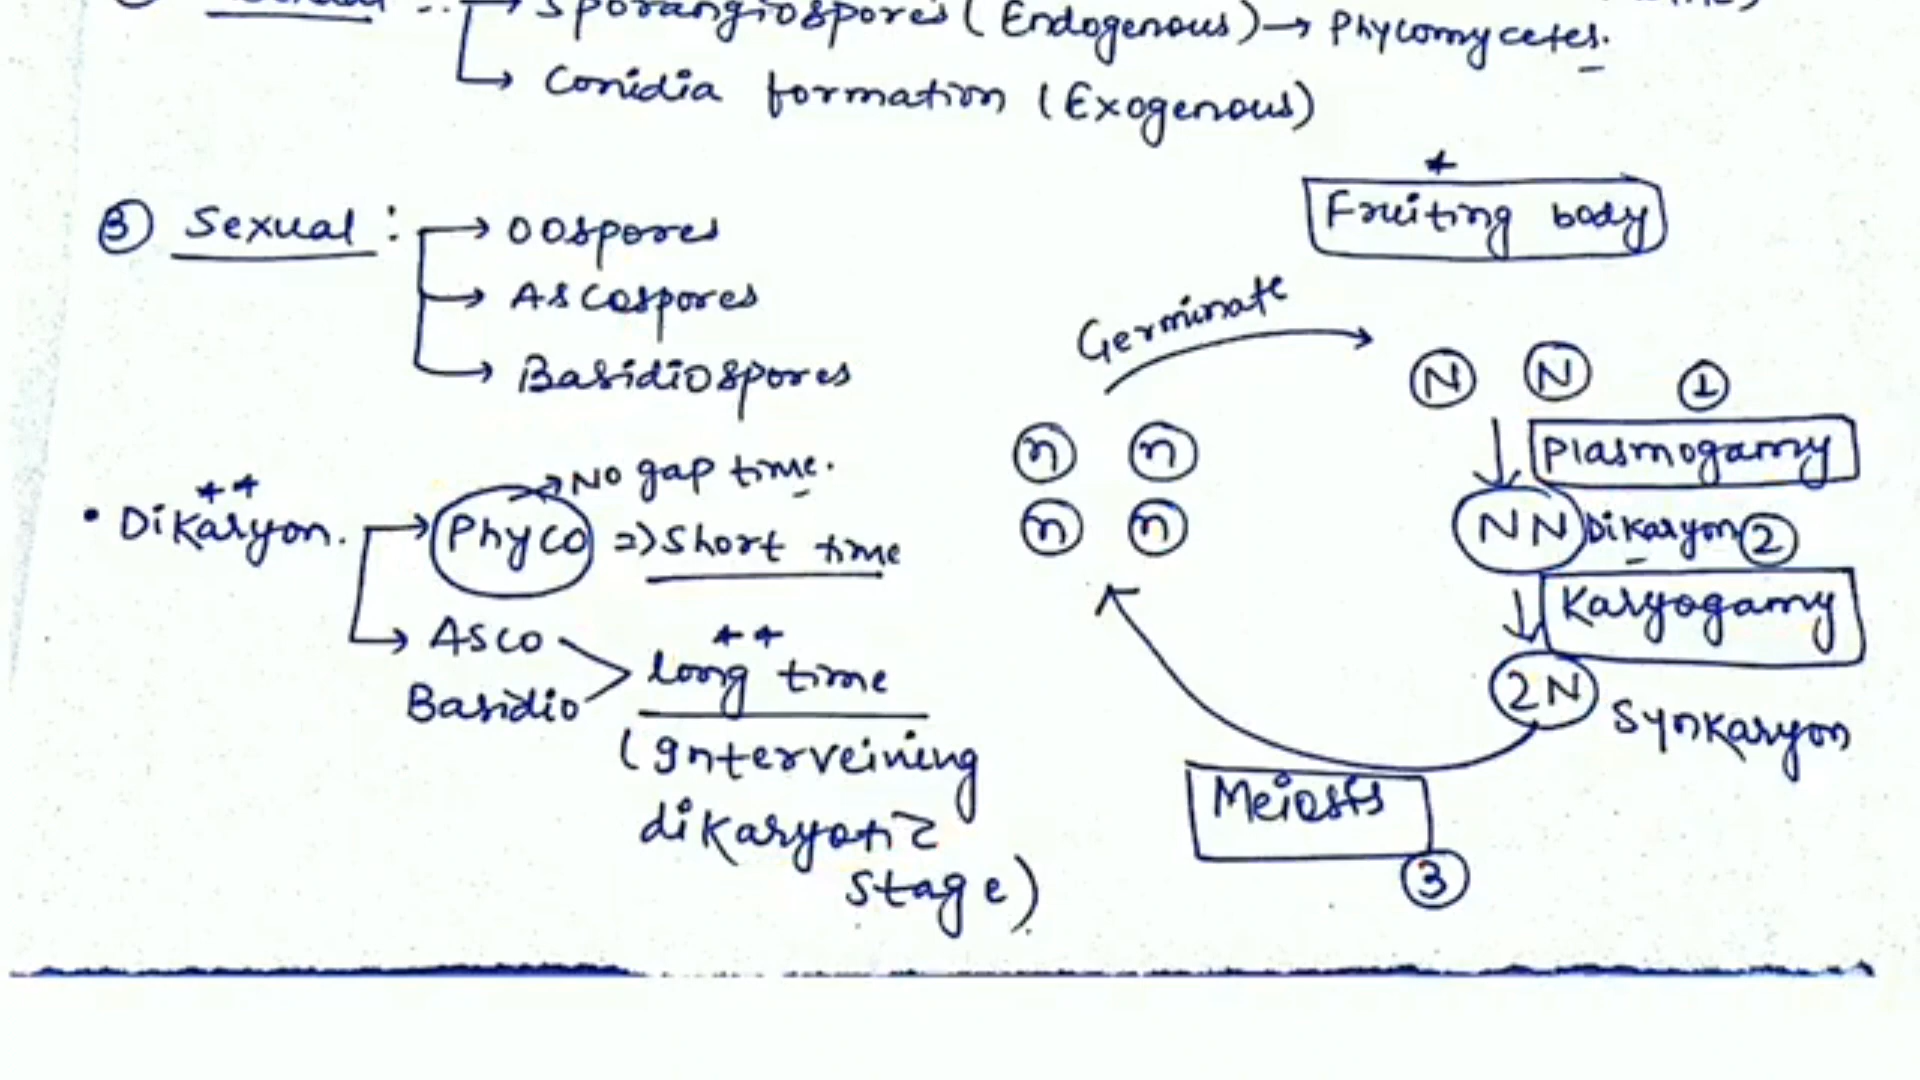 Sporangiospores (Endogenous) → Phycomycetes.
Conidia formation (Exogenous)
Fruiting body
③ Sexual : → Oospores
→ Ascospores
→ Basidiospores
Germinate
N N ①
Plasmogamy
n n
n n
NN Dikaryon ②
Karyogamy
2N Synkaryon
Meiosis
③
• Dikaryon. → Phyco ⇒ Short time
→ No gap time.
→ Asco
Basidio
long time
(Interveining
dikaryotic
stage).